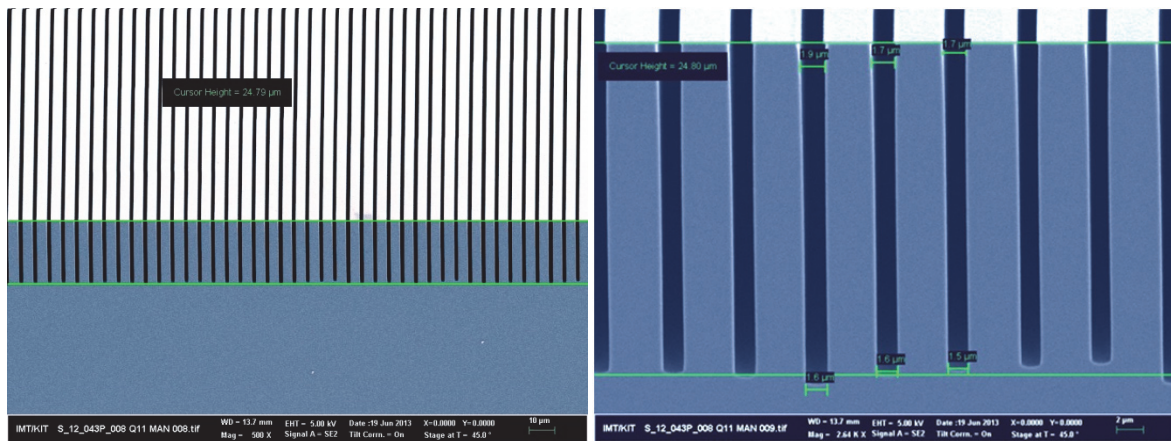 Cursor Height = 24.79 µm
IMT/KIT S_12_043P_008 Q11 MAN 008.tif
WD = 13.7 mm EHT = 5.00 kV Date :19 Jun 2013 X=0.0000 Y=0.0000 10 µm
Mag = 500 X Signal A = SE2 Tilt Corrn. = On Stage at T = 45.0 °
Cursor Height = 24.80 µm
1.9 µm
1.7 µm
1.7 µm
1.6 µm
1.6 µm
1.5 µm
IMT/KIT S_12_043P_008 Q11 MAN 009.tif
WD = 13.7 mm EHT = 5.00 kV Date :19 Jun 2013 X=0.0000 Y=0.0000 2 µm
Mag = 2.64 K X Signal A = SE2 Tilt Corrn. = On Stage at T = 45.0 °